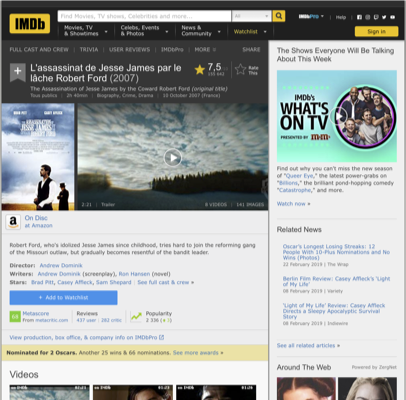 IMDb
Find Movies, TV shows, Celebrities and more...
All
Movies, TV
& Showtimes
Celebs, Events
& Photos
News &
Community
Watchlist
IMDbPro
Help
Sign in
FULL CAST AND CREW | TRIVIA | USER REVIEWS | IMDbPro | MORE
SHARE
L'assassinat de Jesse James par le
lâche Robert Ford (2007)
7,5
Rate
This
The Assassination of Jesse James by the Coward Robert Ford (original title)
Tous publics | 2h 40min | Biography, Crime, Drama | 10 October 2007 (France)
2:21 | Trailer
6 VIDEOS | 141 IMAGES
On Disc
at Amazon
Robert Ford, who's idolized Jesse James since childhood, tries hard to join the reforming gang
of the Missouri outlaw, but gradually becomes resentful of the bandit leader.
Director: Andrew Dominik
Writers: Andrew Dominik (screenplay), Ron Hansen (novel)
Stars: Brad Pitt, Casey Affleck, Sam Shepard | See full cast & crew »
+ Add to Watchlist
68
Metascore
From metacritic.com
Reviews
437 user | 282 critic
Popularity
2 336
View production, box office, & company info on IMDbPro
Nominated for 2 Oscars. Another 25 wins & 66 nominations. See more awards »
Videos
The Shows Everyone Will Be Talking
About This Week
IMDb's
WHAT'S
ON TV
PRESENTED BY m&m's
Find out why you can't miss the new season
of "Queer Eye," the latest power-grabs on
"Billions," the brilliant pond-hopping comedy
"Catastrophe," and more.
Watch now »
Related News
Oscar's Longest Losing Streaks: 12
People With 10-Plus Nominations and No
Wins (Photos)
22 February 2019 | The Wrap
Berlin Film Review: Casey Affleck's 'Light
of My Life'
08 February 2019 | Variety
'Light of My Life' Review: Casey Affleck
Directs a Sleepy Apocalyptic Survival
Story
08 February 2019 | Indiewire
See all related articles »
Around The Web
Powered by ZergNet